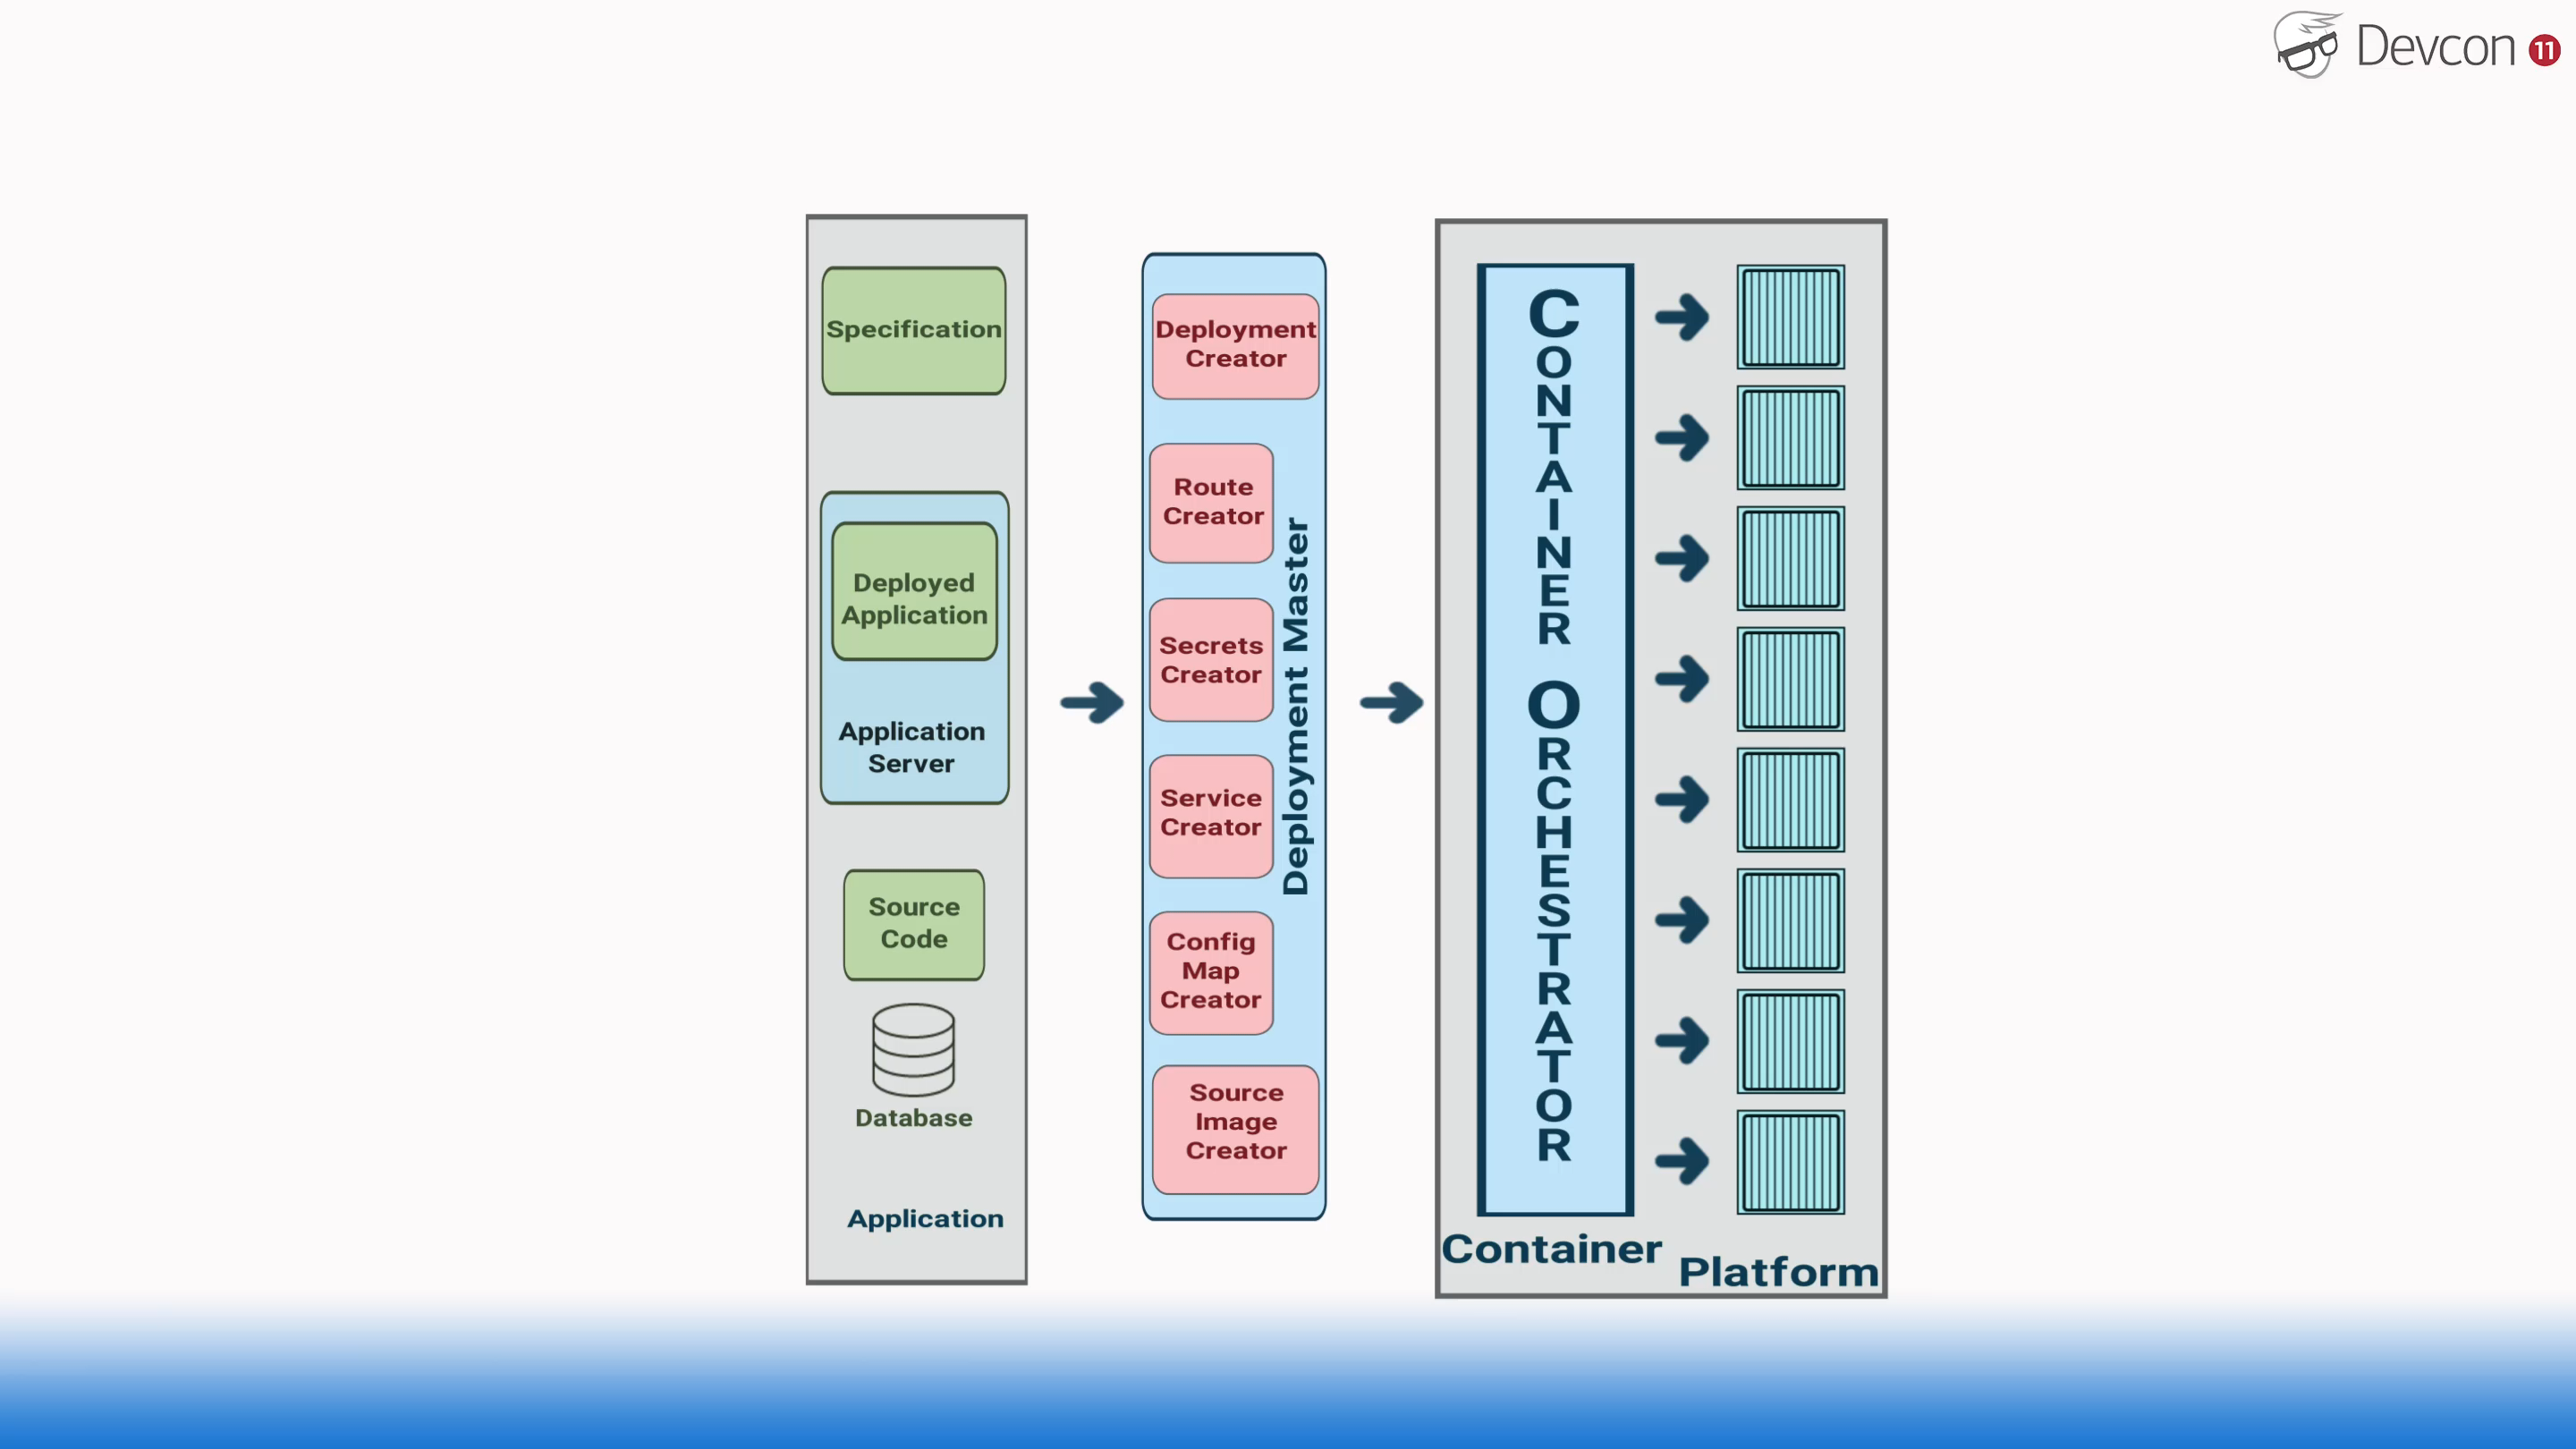 Devcon 11
Specification
Deployed
Application
Application
Server
Source
Code
Database
Application
Deployment
Creator
Route
Creator
Secrets
Creator
Service
Creator
Config
Map
Creator
Source
Image
Creator
Deployment Master
CONTAINER ORCHESTRATOR
Container
Platform